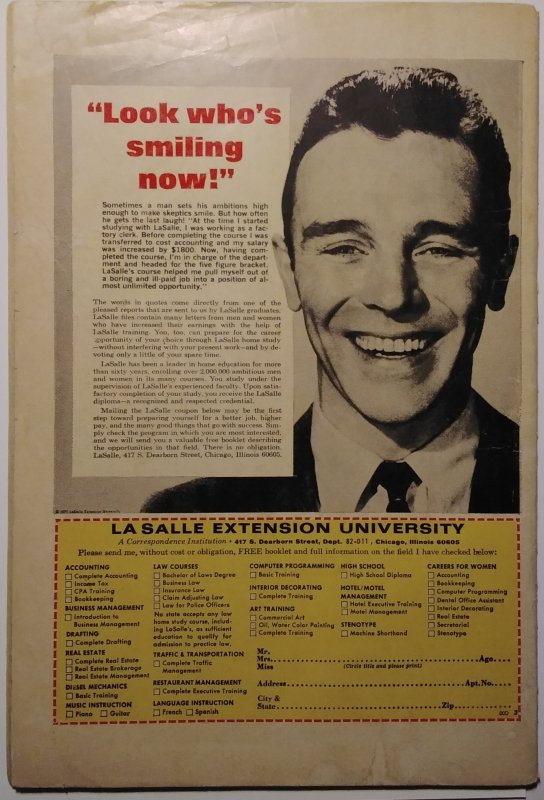 “Look who’s
smiling
now!”
Sometimes a man sets his ambitions high
enough to make skeptics smile. But how often
he gets the last laugh! “At the time I started
studying with LaSalle, I was working as a fac-
tory clerk. Before completing the course I was
transferred to cost accounting and my salary
was increased by $1800. Now, having com-
pleted the course, I’m in charge of the depart-
ment and headed for the five figure bracket.
LaSalle’s course helped me pull myself out of
a boring and ill-paid job into a position of al-
most unlimited opportunity.”
The words in quotes come directly from one of the
pleased reports that are sent to us by LaSalle graduates.
LaSalle files contain many letters from men and women
who have increased their earnings with the help of
LaSalle training. You, too, can prepare for the career
opportunity of your choice through LaSalle home study
—without interfering with your present work—and by de-
voting only a little of your spare time.
LaSalle has been a leader in home education for more
than sixty years, enrolling over 2,000,000 ambitious men
and women in its many courses. You study under the
supervision of LaSalle’s experienced faculty. Upon satis-
factory completion of your study, you receive the LaSalle
diploma—a recognized and respected credential.
Mailing the LaSalle coupon below may be the first
step toward preparing yourself for a better job, higher
pay, and the many good things that go with success. Sim-
ply check the program in which you are most interested,
and we will send you a valuable free booklet describing
the opportunities in that field. There is no obligation.
LaSalle, 417 S. Dearborn Street, Chicago, Illinois 60605.
LaSalle Extension University
LA SALLE EXTENSION UNIVERSITY
A Correspondence Institution • 417 S. Dearborn Street, Dept. 82-011, Chicago, Illinois 60605
Please send me, without cost or obligation, FREE booklet and full information on the field I have checked below:
ACCOUNTING
Complete Accounting
Income Tax
CPA Training
Bookkeeping
BUSINESS MANAGEMENT
Introduction to
Business Management
DRAFTING
Complete Drafting
REAL ESTATE
Complete Real Estate
Real Estate Brokerage
Real Estate Management
DIESEL MECHANICS
Basic Training
MUSIC INSTRUCTION
Piano Guitar
LAW COURSES
Bachelor of Laws Degree
Business Law
Insurance Law
Claim Adjusting Law
Law for Police Officers
No state accepts any law
home study course, includ-
ing LaSalle’s, as sufficient
education to qualify for
admission to practice law.
TRAFFIC & TRANSPORTATION
Complete Traffic
Management
RESTAURANT MANAGEMENT
Complete Executive Training
LANGUAGE INSTRUCTION
French Spanish
COMPUTER PROGRAMMING
Basic Training
INTERIOR DECORATING
Complete Training
ART TRAINING
Commercial Art
Oil, Water Color Painting
Complete Training
HIGH SCHOOL
High School Diploma
HOTEL/MOTEL
MANAGEMENT
Hotel Executive Training
Motel Management
STENOTYPE
Machine Shorthand
CAREERS FOR WOMEN
Accounting
Bookkeeping
Computer Programming
Dental Office Assistant
Interior Decorating
Real Estate
Secretarial
Stenotype
Mr.
Mrs. Age
Miss (Circle title and please print)
Address Apt. No.
City &
State Zip